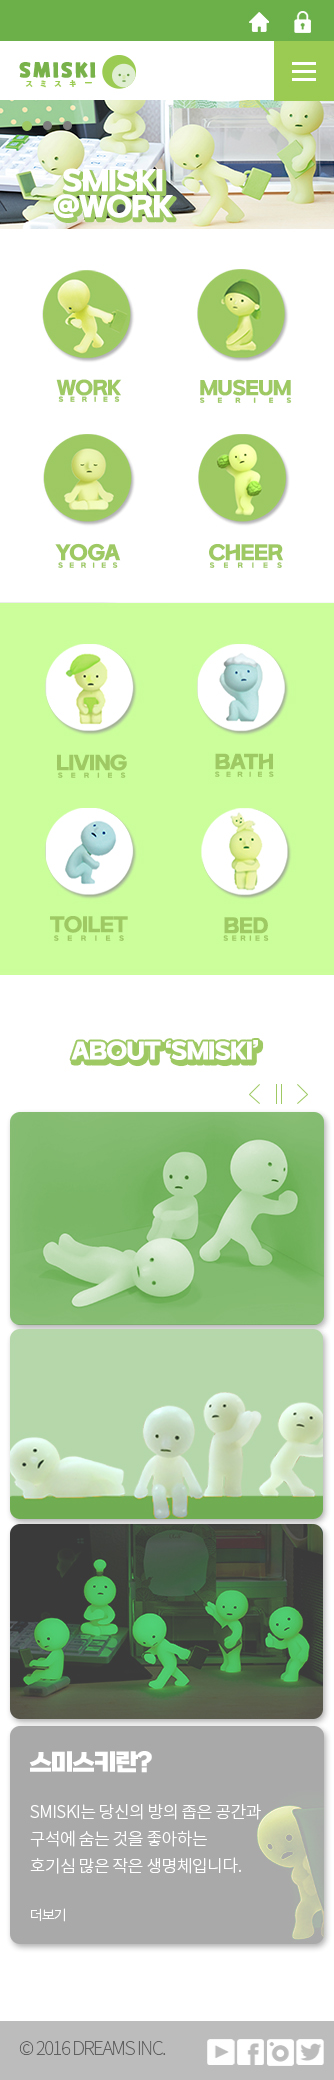 SMISKI
スミスキー
SMISKI
@WORK
WORK
SERIES
MUSEUM
SERIES
YOGA
SERIES
CHEER
SERIES
LIVING
SERIES
BATH
SERIES
TOILET
SERIES
BED
SERIES
ABOUT ‘SMISKI’
스미스키란?
SMISKI는 당신의 방의 좁은 공간과
구석에 숨는 것을 좋아하는
호기심 많은 작은 생명체입니다.
더보기
© 2016 DREAMS INC.